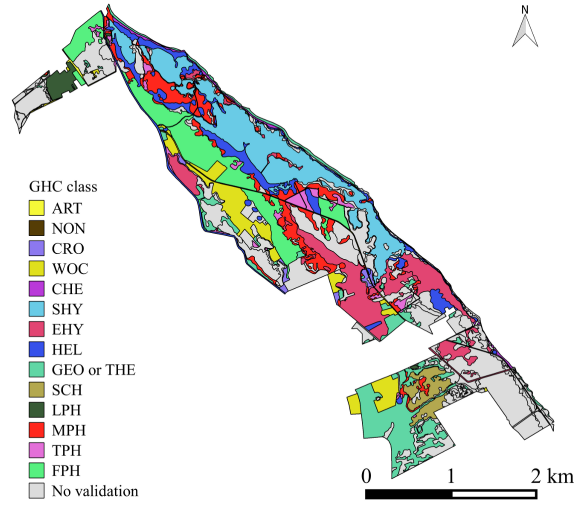 N
GHC class
ART
NON
CRO
WOC
CHE
SHY
EHY
HEL
GEO or THE
SCH
LPH
MPH
TPH
FPH
No validation
0 1 2 km